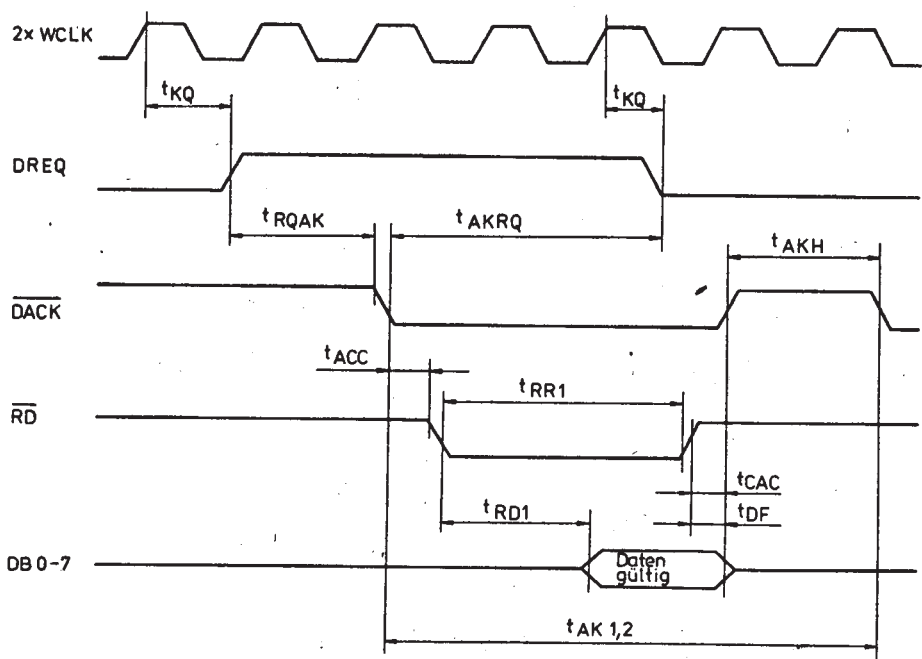 2x WCLK
tKQ
tKQ
DREQ
tRQAK
tAKRQ
tAKH
DACK
tACC
tRR1
RD
tCAC
tRD1
tDF
DB 0-7
Daten
gültig
tAK 1,2